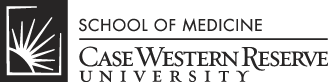 SCHOOL OF MEDICINE
CASE WESTERN RESERVE
UNIVERSITY